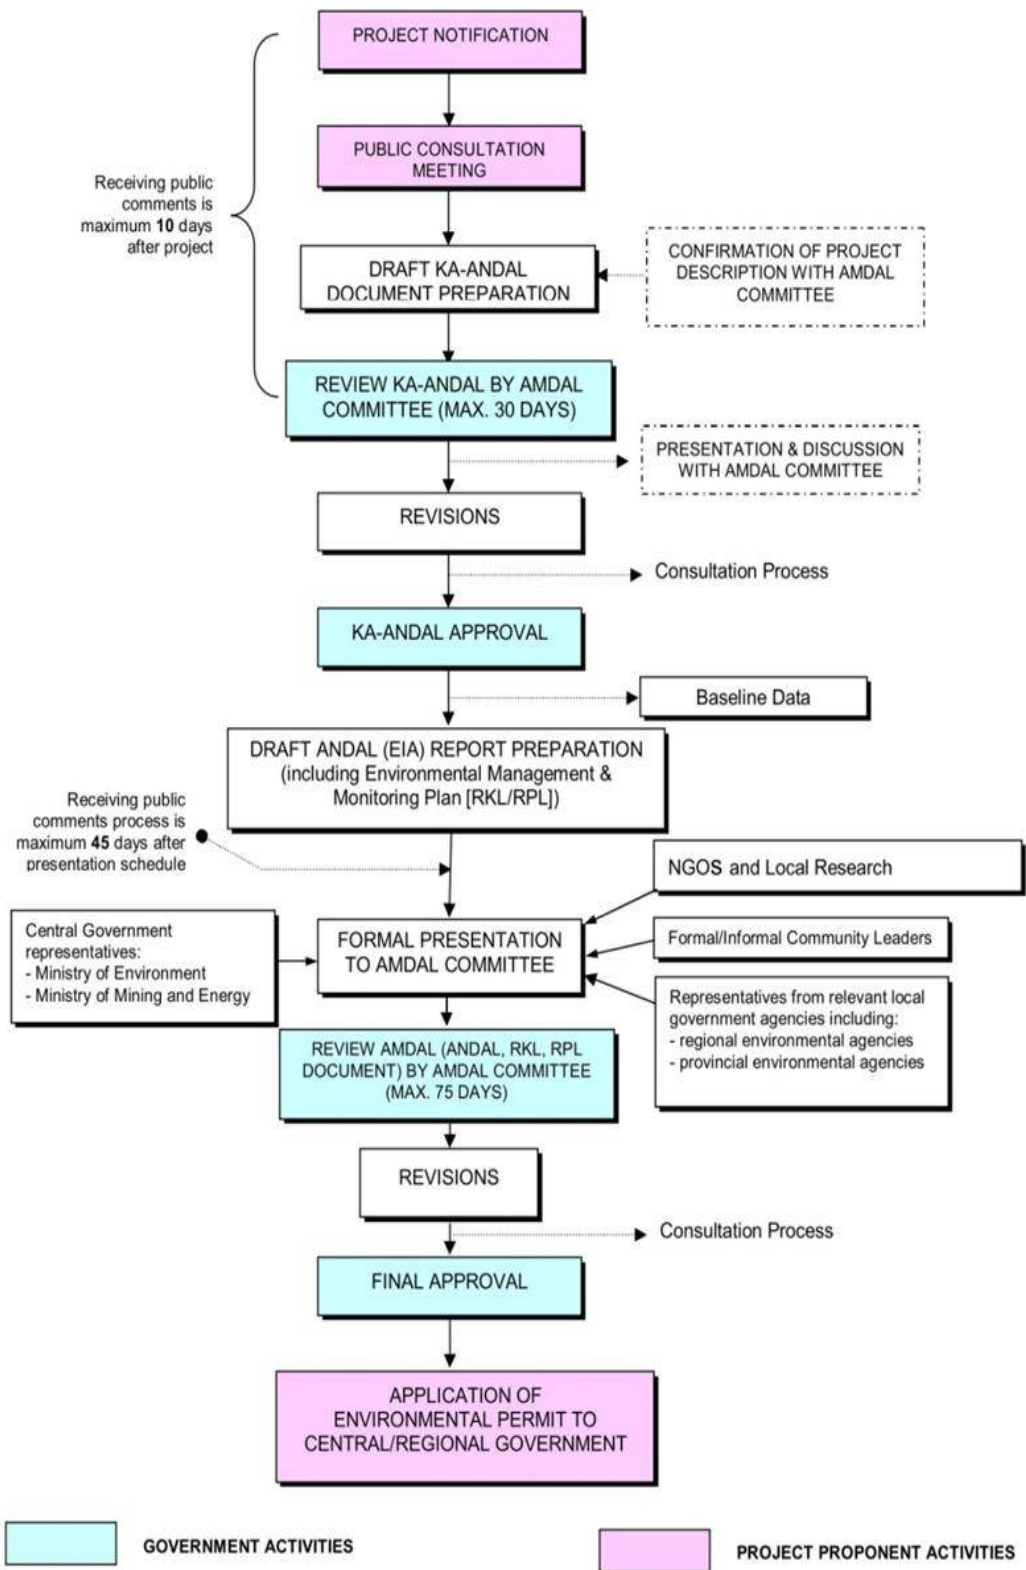 PROJECT NOTIFICATION
PUBLIC CONSULTATION
MEETING
Receiving public
comments is
maximum 10 days
after project
DRAFT KA-ANDAL
DOCUMENT PREPARATION
CONFIRMATION OF PROJECT
DESCRIPTION WITH AMDAL
COMMITTEE
REVIEW KA-ANDAL BY AMDAL
COMMITTEE (MAX. 30 DAYS)
PRESENTATION & DISCUSSION
WITH AMDAL COMMITTEE
REVISIONS
Consultation Process
KA-ANDAL APPROVAL
Baseline Data
DRAFT ANDAL (EIA) REPORT PREPARATION
(including Environmental Management &
Monitoring Plan [RKL/RPL])
Receiving public
comments process is
maximum 45 days after
presentation schedule
NGOS and Local Research
Central Government
representatives:
- Ministry of Environment
- Ministry of Mining and Energy
FORMAL PRESENTATION
TO AMDAL COMMITTEE
Formal/Informal Community Leaders
Representatives from relevant local
government agencies including:
- regional environmental agencies
- provincial environmental agencies
REVIEW AMDAL (ANDAL, RKL, RPL
DOCUMENT) BY AMDAL COMMITTEE
(MAX. 75 DAYS)
REVISIONS
Consultation Process
FINAL APPROVAL
APPLICATION OF
ENVIRONMENTAL PERMIT TO
CENTRAL/REGIONAL GOVERNMENT
GOVERNMENT ACTIVITIES
PROJECT PROPONENT ACTIVITIES